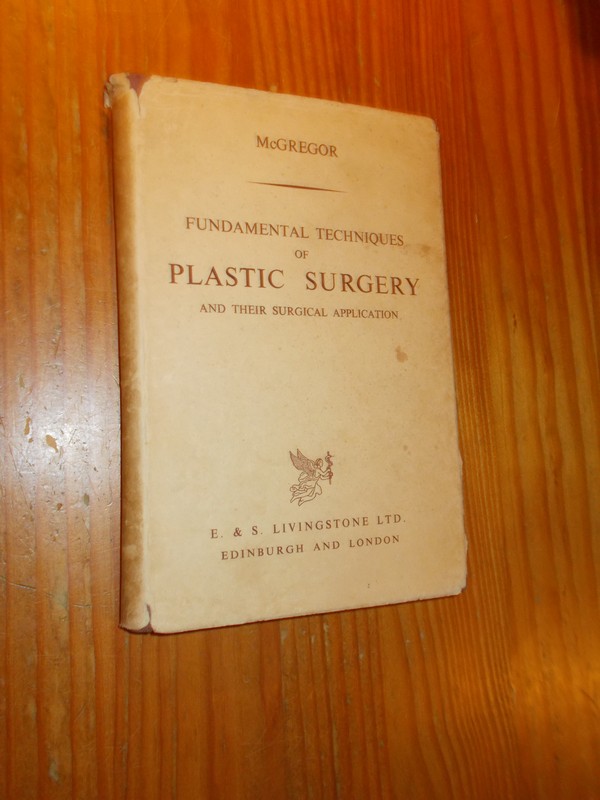 McGREGOR
FUNDAMENTAL TECHNIQUES
OF
PLASTIC SURGERY
AND THEIR SURGICAL APPLICATION
E. & S. LIVINGSTONE LTD.
EDINBURGH AND LONDON